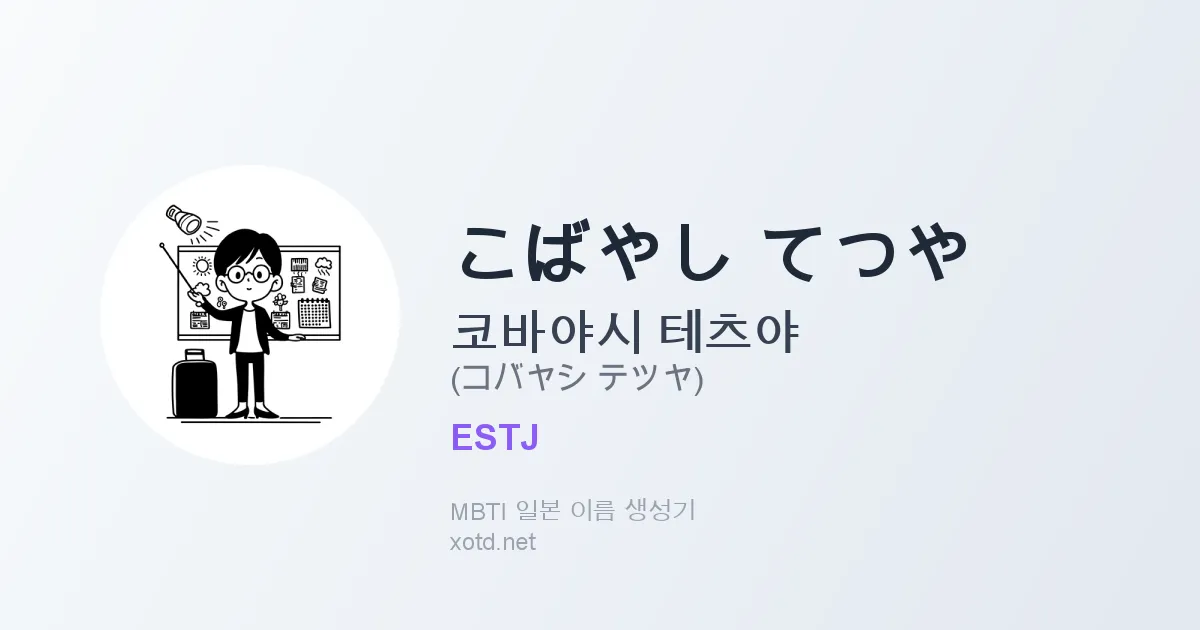 こばやし てつや
코바야시 테츠야
(コバヤシ テツヤ)
ESTJ
MBTI 일본 이름 생성기
xotd.net